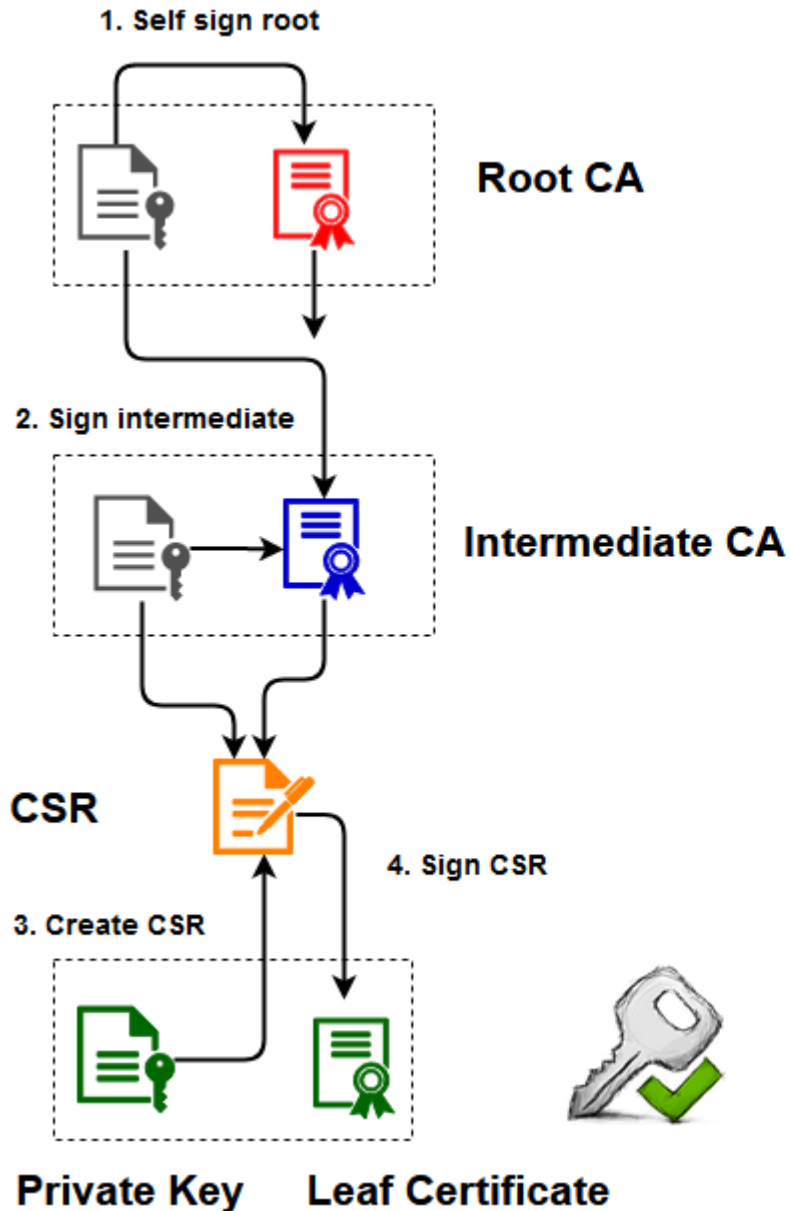 1. Self sign root
Root CA
2. Sign intermediate
Intermediate CA
CSR
4. Sign CSR
3. Create CSR
Private Key
Leaf Certificate